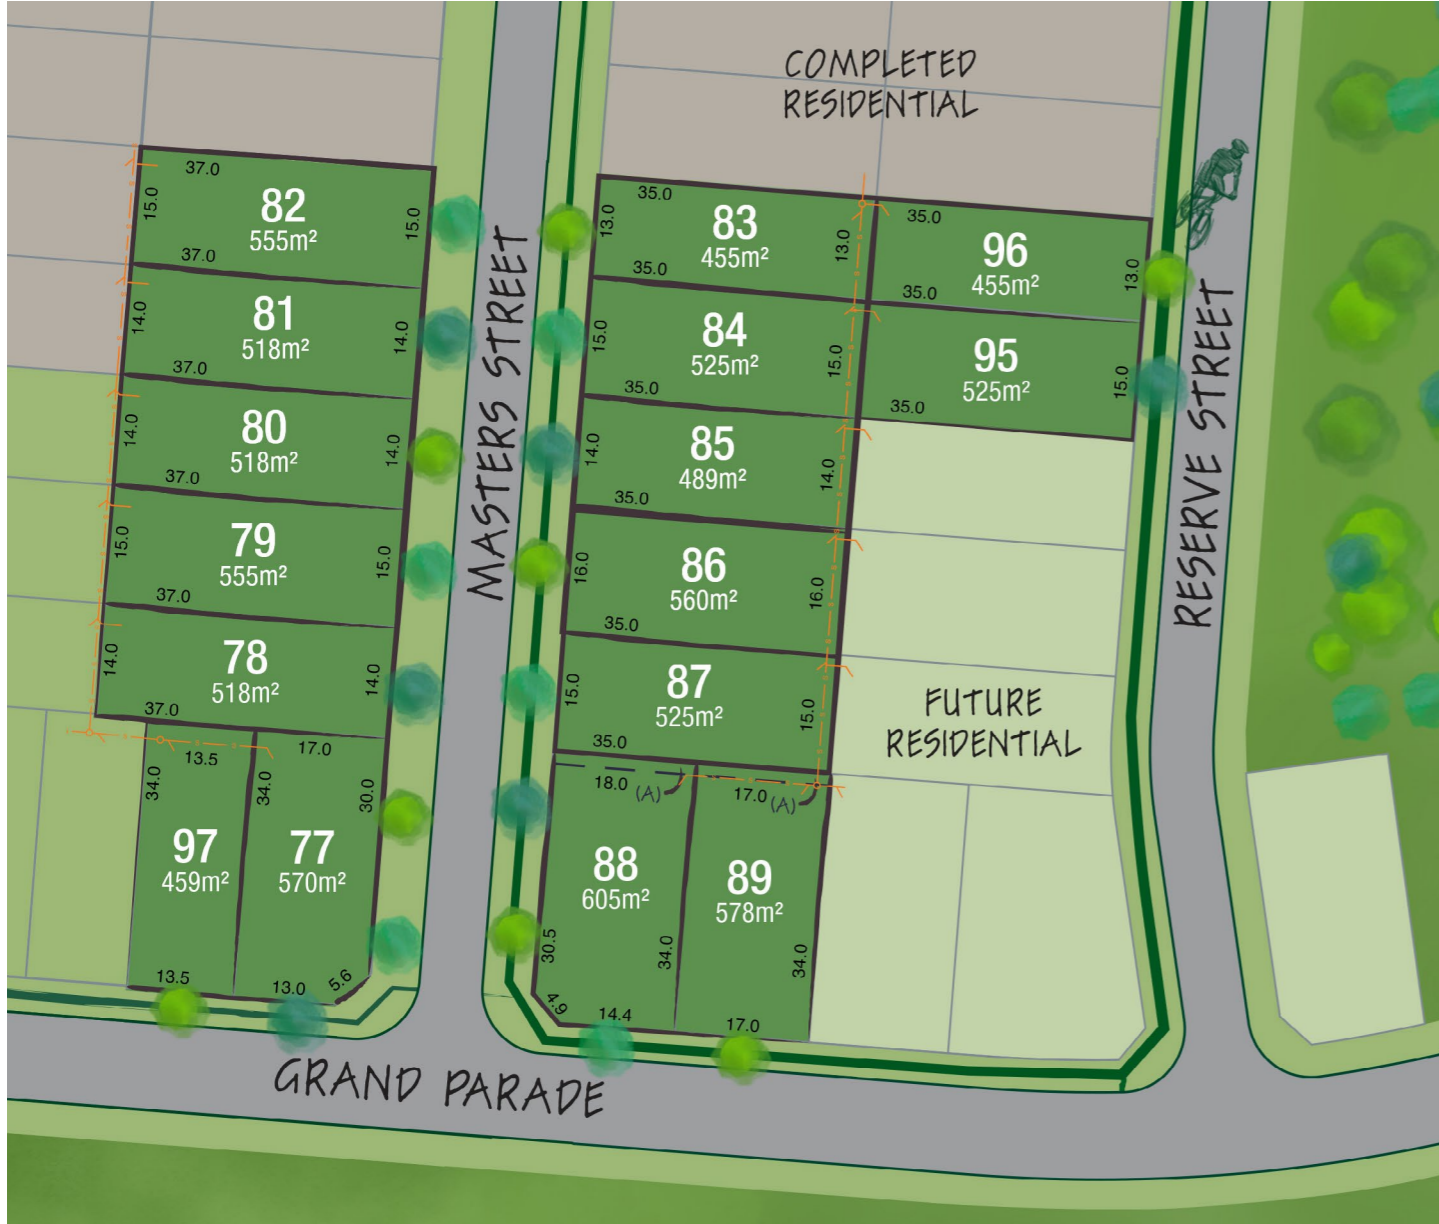 COMPLETED
RESIDENTIAL
37.0
82
555m²
15.0
15.0
37.0
81
518m²
14.0
14.0
37.0
80
518m²
14.0
14.0
37.0
79
555m²
15.0
15.0
37.0
78
518m²
14.0
14.0
37.0
13.5
34.0
97
459m²
13.5
17.0
34.0
30.0
77
570m²
13.0
5.6
MASTERS STREET
35.0
83
455m²
13.0
13.0
35.0
84
525m²
15.0
15.0
35.0
85
489m²
14.0
14.0
35.0
86
560m²
16.0
16.0
35.0
87
525m²
15.0
15.0
35.0
18.0
(A)
88
605m²
30.5
4.9
14.4
17.0
(A)
89
578m²
34.0
34.0
17.0
35.0
96
455m²
13.0
35.0
95
525m²
15.0
35.0
FUTURE
RESIDENTIAL
RESERVE STREET
GRAND PARADE